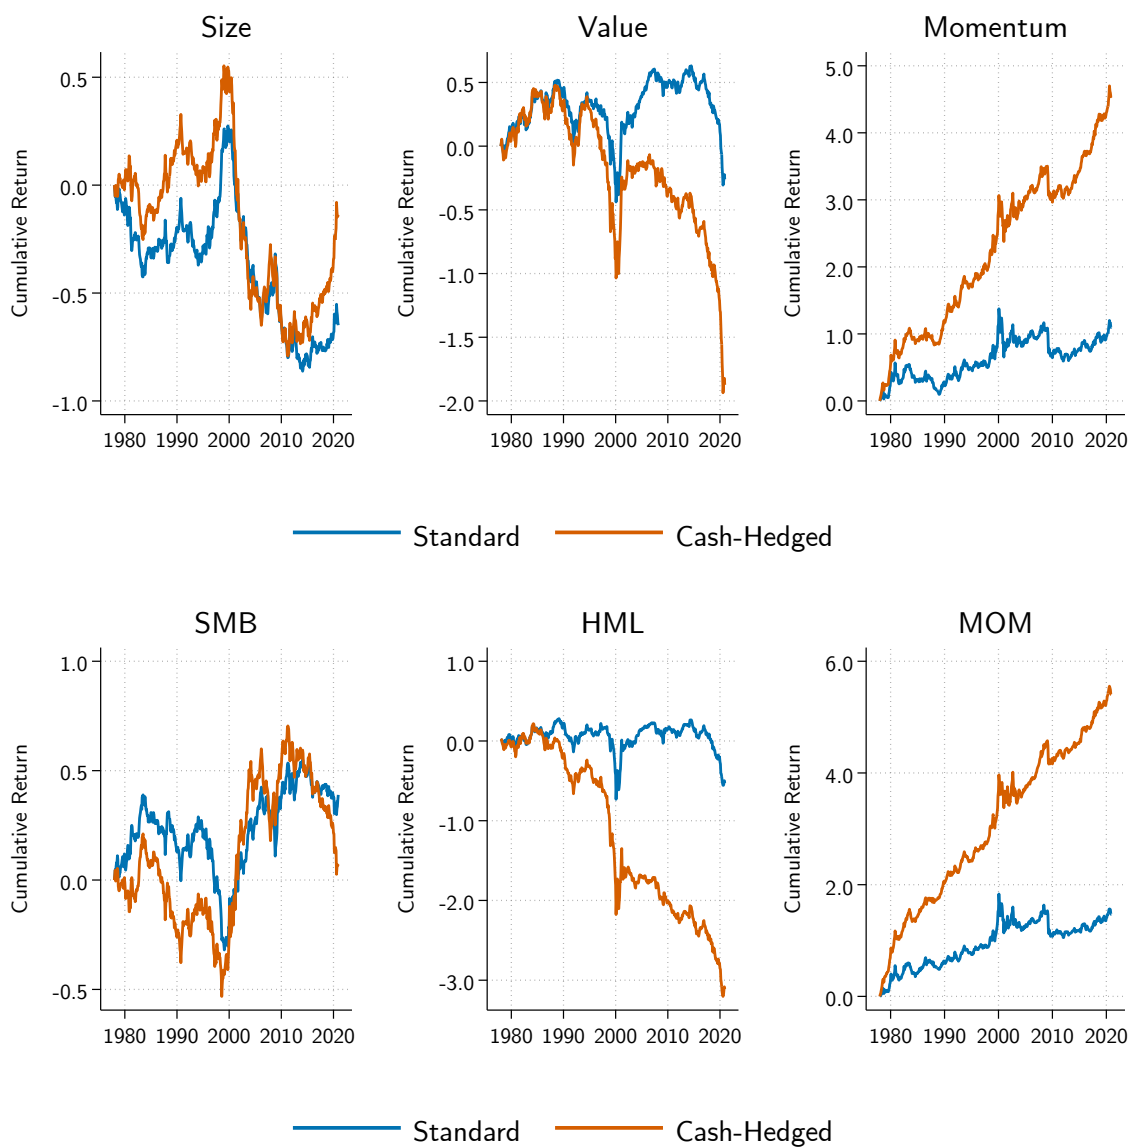 Size
Value
Momentum
Cumulative Return
0.5
0.0
-0.5
-1.0
1980 1990 2000 2010 2020
Cumulative Return
0.5
0.0
-0.5
-1.0
-1.5
-2.0
1980 1990 2000 2010 2020
Cumulative Return
5.0
4.0
3.0
2.0
1.0
0.0
1980 1990 2000 2010 2020
Standard
Cash-Hedged
SMB
HML
MOM
Cumulative Return
1.0
0.5
0.0
-0.5
1980 1990 2000 2010 2020
Cumulative Return
1.0
0.0
-1.0
-2.0
-3.0
1980 1990 2000 2010 2020
Cumulative Return
6.0
4.0
2.0
0.0
1980 1990 2000 2010 2020
Standard
Cash-Hedged